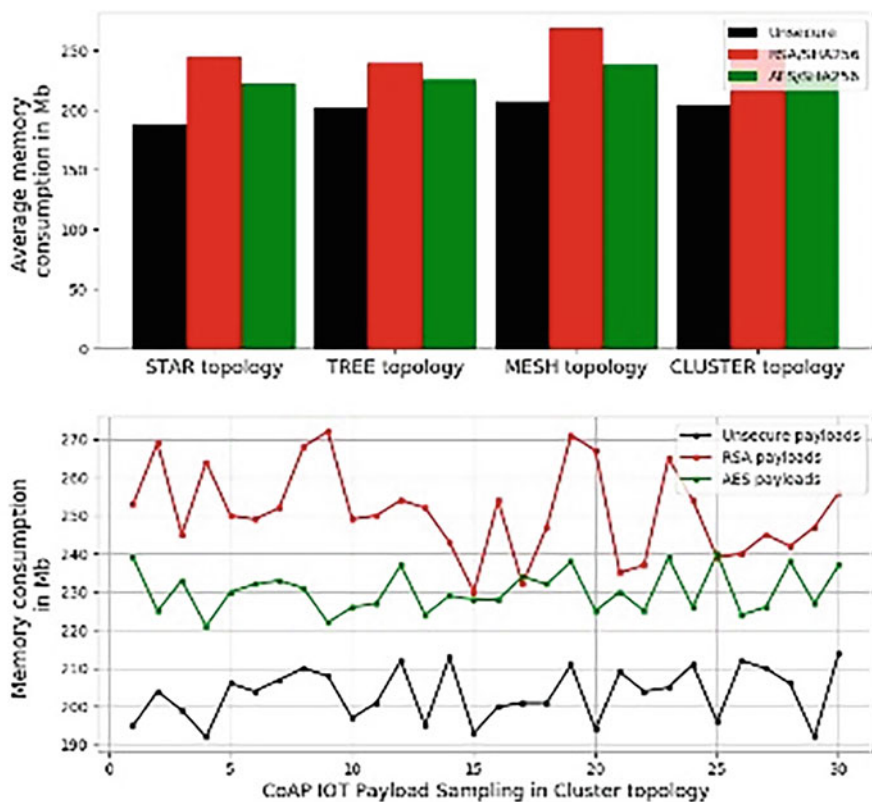 250
200
150
100
50
0
Average memory
consumption in Mb
Unsecure
RSA/SHA256
AES/SHA256
STAR topology
TREE topology
MESH topology
CLUSTER topology
270
260
250
240
230
220
210
200
190
Memory consumption
in Mb
Unsecure payloads
RSA payloads
AES payloads
0
5
10
15
20
25
30
CoAP IOT Payload Sampling in Cluster topology